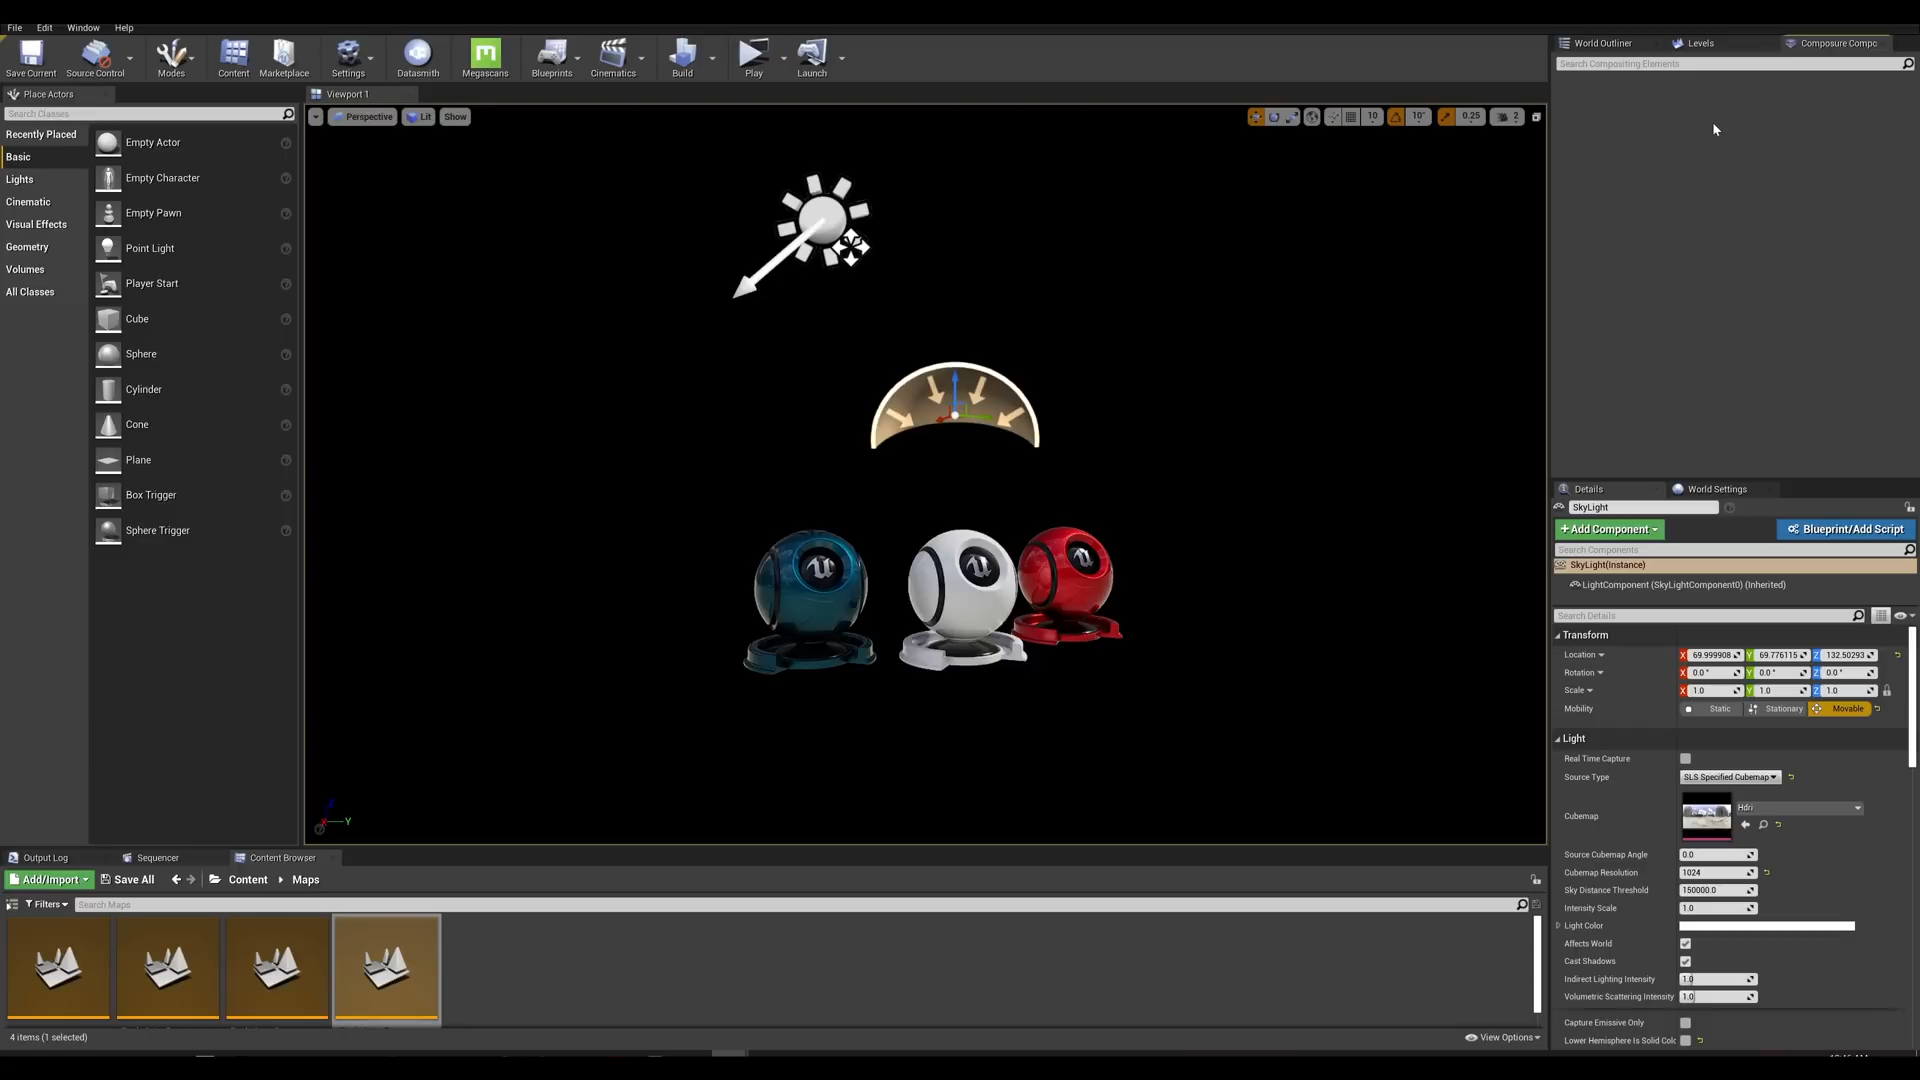 File Edit Window Help
Save Current Source Control Modes Content Marketplace Settings Datasmith Megascans Blueprints Cinematics Build Play Launch
World Outliner Levels Composure Compc
Search Compositing Elements
Place Actors
Viewport 1
Search Classes
Perspective Lit Show
10 10° 0.25 2
Recently Placed
Basic
Lights
Cinematic
Visual Effects
Geometry
Volumes
All Classes
Empty Actor
Empty Character
Empty Pawn
Point Light
Player Start
Cube
Sphere
Cylinder
Cone
Plane
Box Trigger
Sphere Trigger
Y
Details World Settings
SkyLight
+Add Component
Blueprint/Add Script
Search Components
SkyLight(Instance)
LightComponent (SkyLightComponent0) (Inherited)
Search Details
Transform
Location X 69.999908 Y 69.776115 Z 132.50293
Rotation X 0.0° Y 0.0° Z 0.0°
Scale X 1.0 Y 1.0 Z 1.0
Mobility Static Stationary Movable
Light
Real Time Capture
Source Type SLS Specified Cubemap
Cubemap Hdri
Source Cubemap Angle 0.0
Cubemap Resolution 1024
Sky Distance Threshold 150000.0
Intensity Scale 1.0
Light Color
Affects World
Cast Shadows
Indirect Lighting Intensity 1.0
Volumetric Scattering Intensity 1.0
Capture Emissive Only
Lower Hemisphere Is Solid Colc
Output Log Sequencer Content Browser
Add/Import Save All Content Maps
Filters Search Maps
4 items (1 selected)
View Options